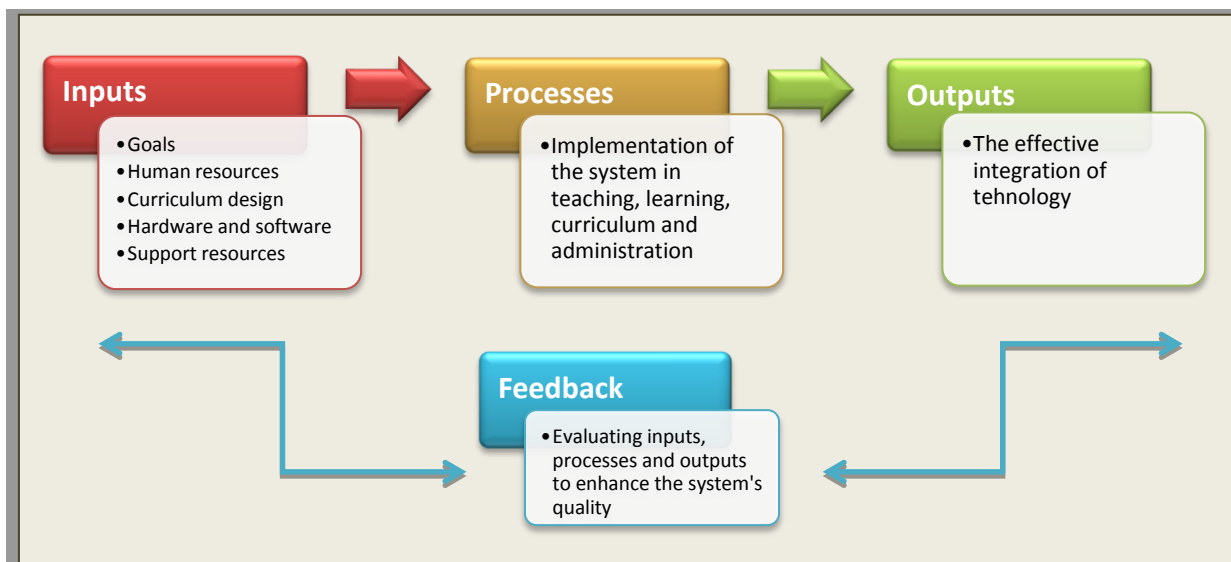 Inputs
•Goals
•Human resources
•Curriculum design
•Hardware and software
•Support resources
Processes
•Implementation of
the system in
teaching, learning,
curriculum and
administration
Outputs
•The effective
integration of
tehnology
Feedback
•Evaluating inputs,
processes and outputs
to enhance the system's
quality